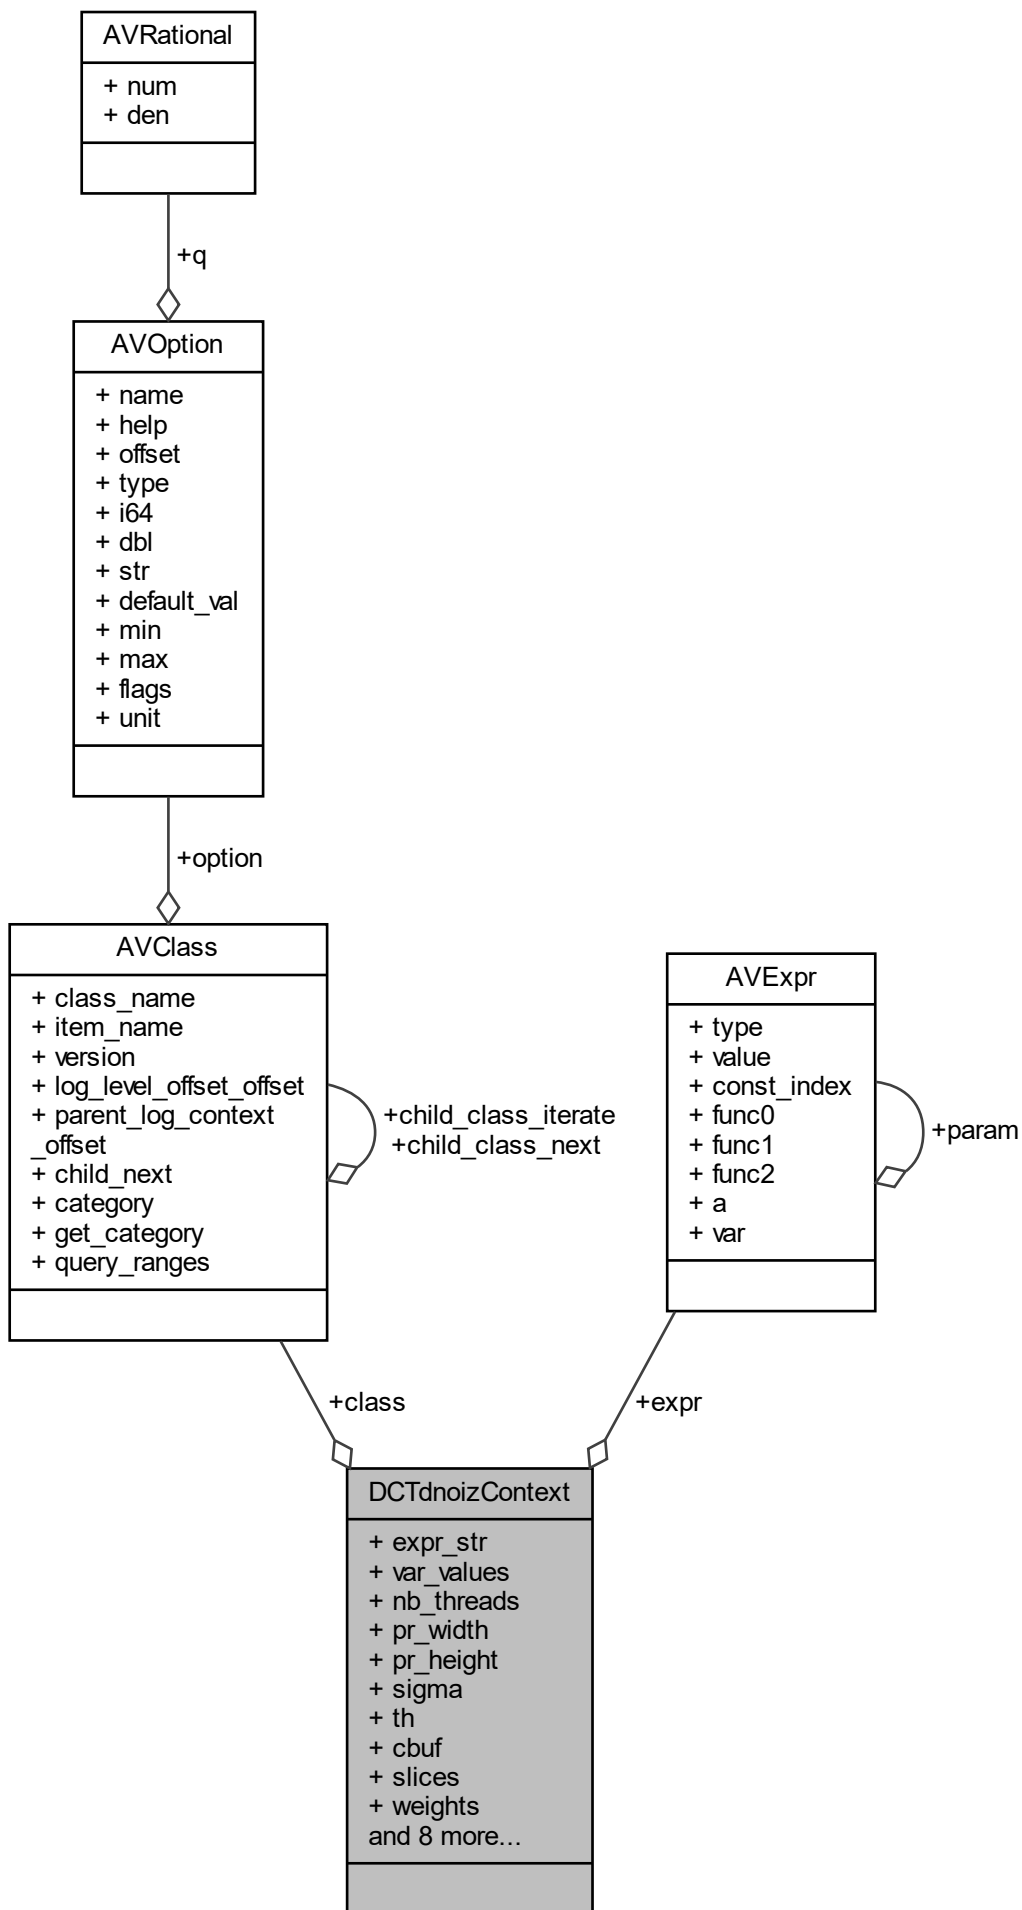 AVRational
+ num
+ den
+q
AVOption
+ name
+ help
+ offset
+ type
+ i64
+ dbl
+ str
+ default_val
+ min
+ max
+ flags
+ unit
+option
AVClass
+ class_name
+ item_name
+ version
+ log_level_offset_offset
+ parent_log_context
_offset
+ child_next
+ category
+ get_category
+ query_ranges
+child_class_iterate
+child_class_next
AVExpr
+ type
+ value
+ const_index
+ func0
+ func1
+ func2
+ a
+ var
+param
+class
+expr
DCTdnoizContext
+ expr_str
+ var_values
+ nb_threads
+ pr_width
+ pr_height
+ sigma
+ th
+ cbuf
+ slices
+ weights
and 8 more...